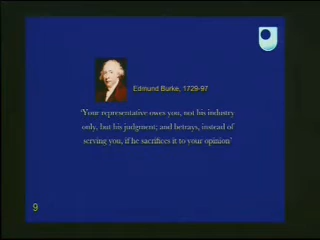 Edmund Burke, 1729-97
'Your representative owes you, not his industry
only, but his judgment; and betrays, instead of
serving you, if he sacrifices it to your opinion'
9